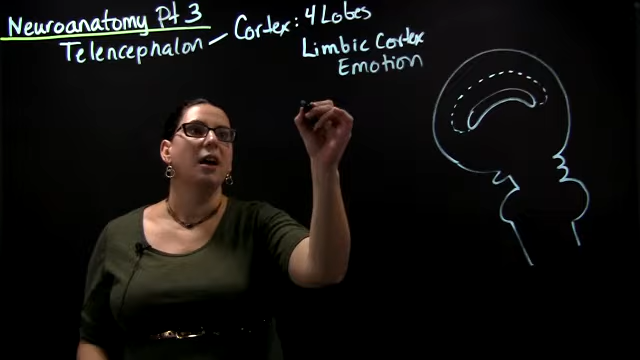 Neuroanatomy Pt 3
Telencephalon – Cortex: 4 Lobes
Limbic Cortex
Emotion